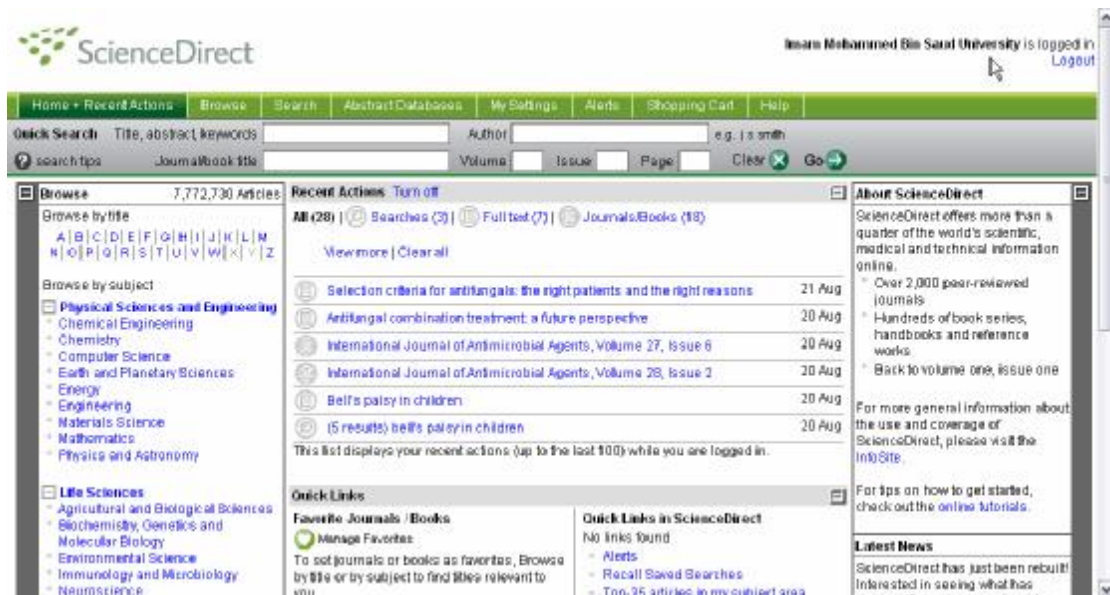 ScienceDirect
Imam Mohammed Bin Saud University is logged in
Logout
Home + Recent Actions Browse Search Abstract Databases My Settings Alerts Shopping Cart Help
Quick Search Title, abstract, keywords Author e.g. j s smith
search tips Journal/book title Volume Issue Page Clear Go
Browse 7,772,730 Articles
Browse by title
A B C D E F G H I J K L M
N O P Q R S T U V W X Y Z
Browse by subject
Physical Sciences and Engineering
Chemical Engineering
Chemistry
Computer Science
Earth and Planetary Sciences
Energy
Engineering
Materials Science
Mathematics
Physics and Astronomy
Life Sciences
Agricultural and Biological Sciences
Biochemistry, Genetics and
Molecular Biology
Environmental Science
Immunology and Microbiology
Neuroscience
Recent Actions Turn off
All (28) | Searches (3) | Full text (7) | Journals/Books (18)
View more | Clear all
Selection criteria for antifungals: the right patients and the right reasons 21 Aug
Antifungal combination treatment: a future perspective 20 Aug
International Journal of Antimicrobial Agents, Volume 27, Issue 6 20 Aug
International Journal of Antimicrobial Agents, Volume 28, Issue 2 20 Aug
Bell's palsy in children 20 Aug
(5 results) bell's palsy in children 20 Aug
This list displays your recent actions (up to the last 100) while you are logged in.
Quick Links
Favorite Journals / Books
Manage Favorites
To set journals or books as favorites, Browse
by title or by subject to find titles relevant to
you
Quick Links in ScienceDirect
No links found
Alerts
Recall Saved Searches
Top-25 articles in my subject area
About ScienceDirect
ScienceDirect offers more than a
quarter of the world's scientific,
medical and technical information
online.
Over 2,000 peer-reviewed
journals
Hundreds of book series,
handbooks and reference
works
Back to volume one, issue one
For more general information about
the use and coverage of
ScienceDirect, please visit the
InfoSite.
For tips on how to get started,
check out the online tutorials.
Latest News
ScienceDirect has just been rebuilt!
Interested in seeing what has